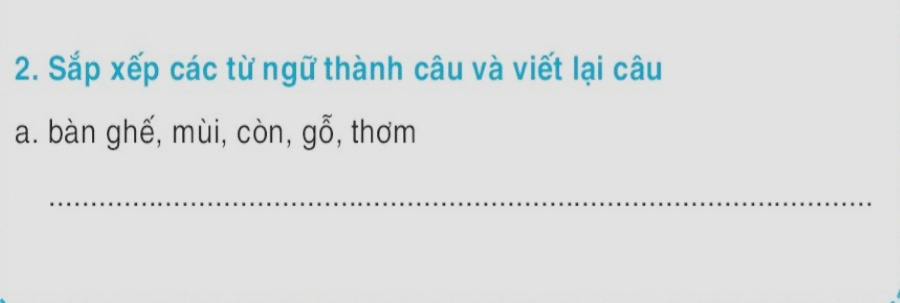 2. Sắp xếp các từ ngữ thành câu và viết lại câu
a. bàn ghế, mùi, còn, gỗ, thơm
................................................................................